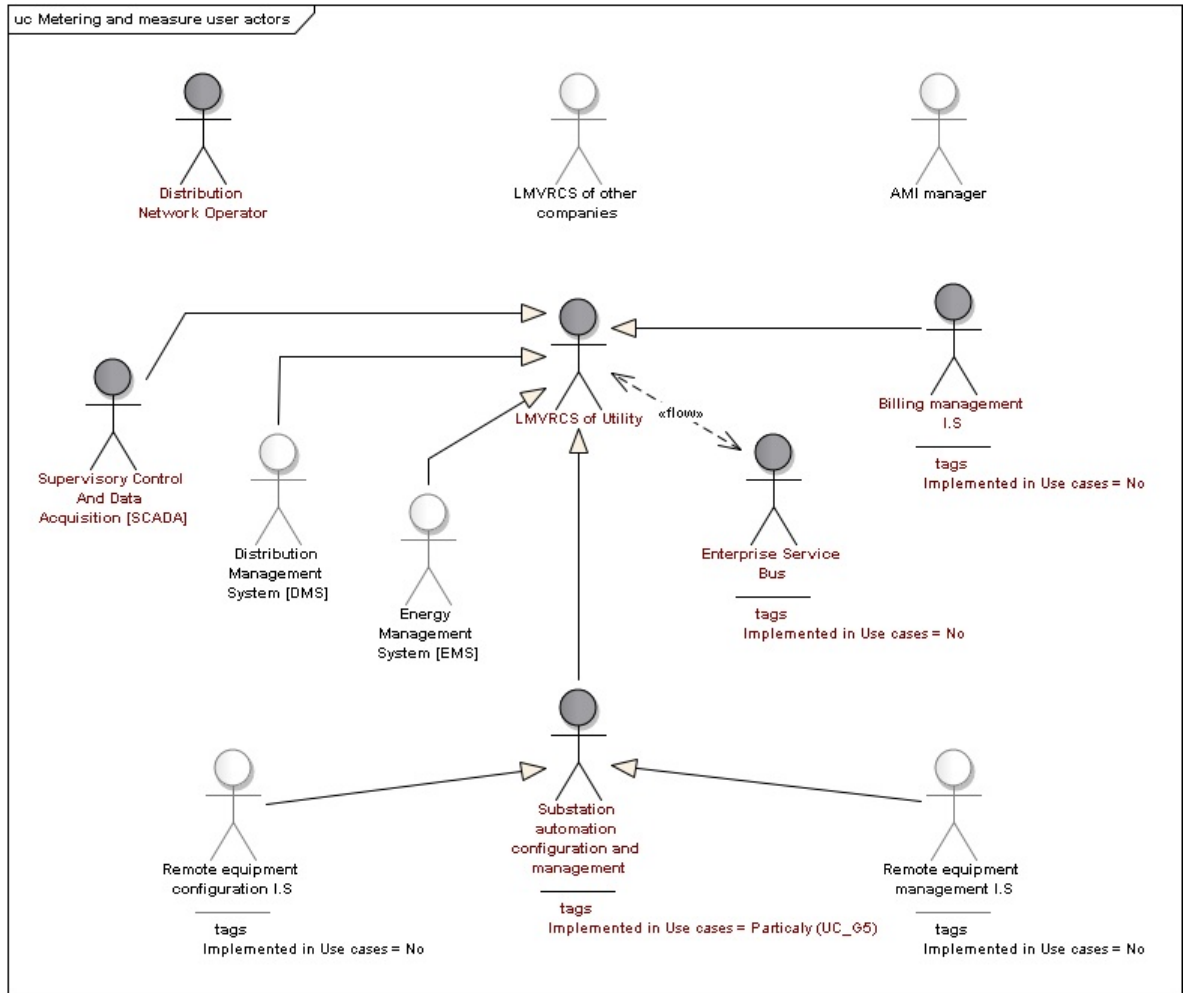 uc Metering and measure user actors
Distribution
Network Operator
LMVRCS of other
companies
AMI manager
LMVRCS of Utility
«flow»
Billing management
I.S
tags
Implemented in Use cases = No
Supervisory Control
And Data
Acquisition [SCADA]
Distribution
Management
System [DMS]
Energy
Management
System [EMS]
Enterprise Service
Bus
tags
Implemented in Use cases = No
Remote equipment
configuration I.S
tags
Implemented in Use cases = No
Substation
automation
configuration and
management
tags
Implemented in Use cases = Particaly (UC_G5)
Remote equipment
management I.S
tags
Implemented in Use cases = No